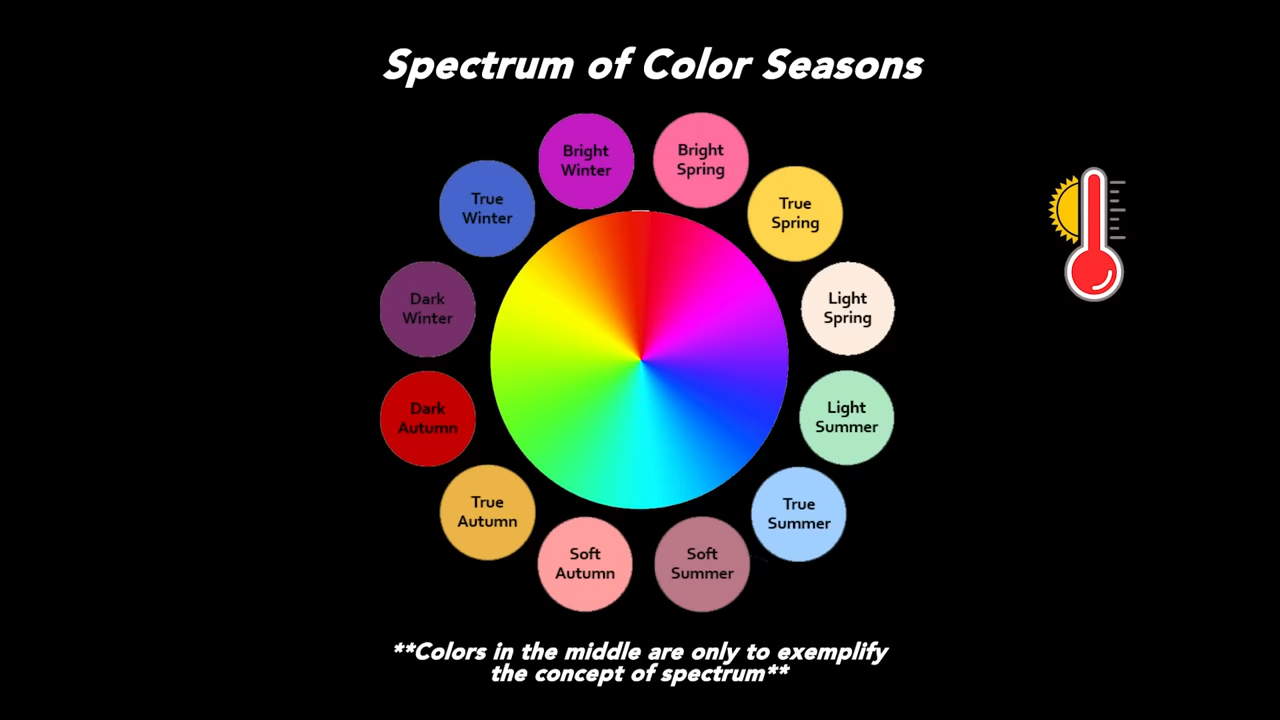 Spectrum of Color Seasons
Bright
Winter
Bright
Spring
True
Winter
True
Spring
Dark
Winter
Light
Spring
Dark
Autumn
Light
Summer
True
Autumn
True
Summer
Soft
Autumn
Soft
Summer
**Colors in the middle are only to exemplify
the concept of spectrum**